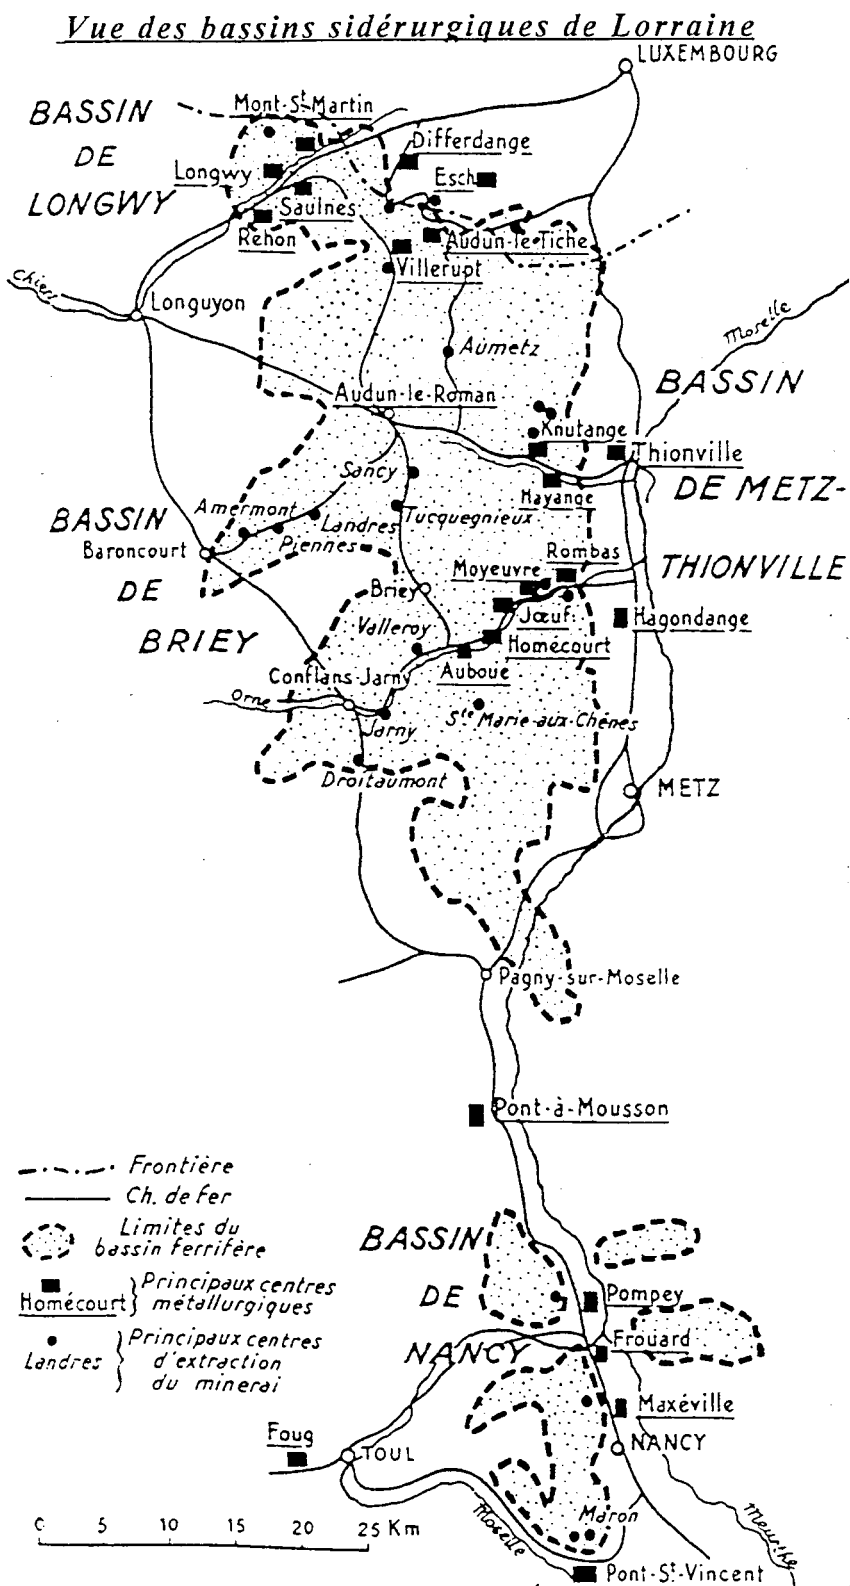 Vue des bassins sidérurgiques de Lorraine
LUXEMBOURG
BASSIN
DE
LONGWY
Mont-St-Martin
Differdange
Longwy
Esch
Saulnes
Rehon
Audun-le-Tiche
Villerupt
Chiers
Longuyon
Moselle
Aumetz
BASSIN
Audun-le-Roman
Knutange
Thionville
Sancy
Hayange
DE METZ-
Amermont
Landres
Tucquegnieux
BASSIN
Piennes
Baroncourt
Rombas
THIONVILLE
Moyeuvre
DE
Briey
Jœuf
Hagondange
BRIEY
Valleroy
Homécourt
Auboue
Conflans-Jarny
Orne
Jarny
Ste Marie-aux-Chênes
Droitaumont
METZ
Pagny-sur-Moselle
Pont-à-Mousson
Frontière
Ch. de fer
Limites du
bassin ferrifère
Principaux centres
Homécourt métallurgiques
Principaux centres
Landres d'extraction
du minerai
BASSIN
DE
NANCY
Pompey
Frouard
Maxéville
Foug
TOUL
NANCY
Maron
Moselle
Meurthe
Pont-St-Vincent
0 5 10 15 20 25 Km